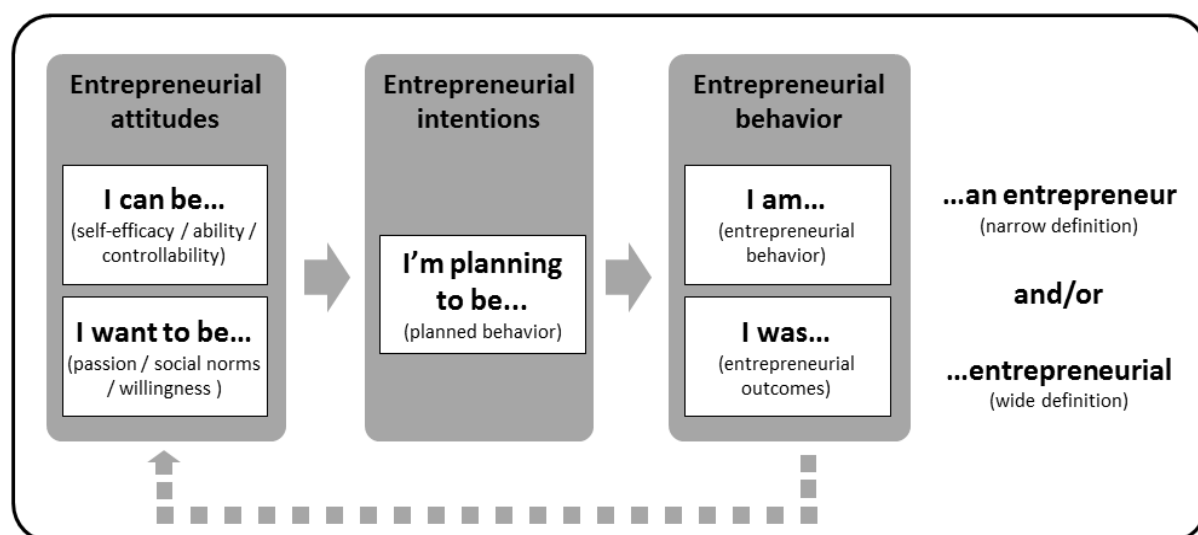 Entrepreneurial
attitudes
I can be...
(self-efficacy / ability /
controllability)
I want to be...
(passion / social norms
/ willingness )
Entrepreneurial
intentions
I'm planning
to be...
(planned behavior)
Entrepreneurial
behavior
I am...
(entrepreneurial
behavior)
I was...
(entrepreneurial
outcomes)
...an entrepreneur
(narrow definition)
and/or
...entrepreneurial
(wide definition)